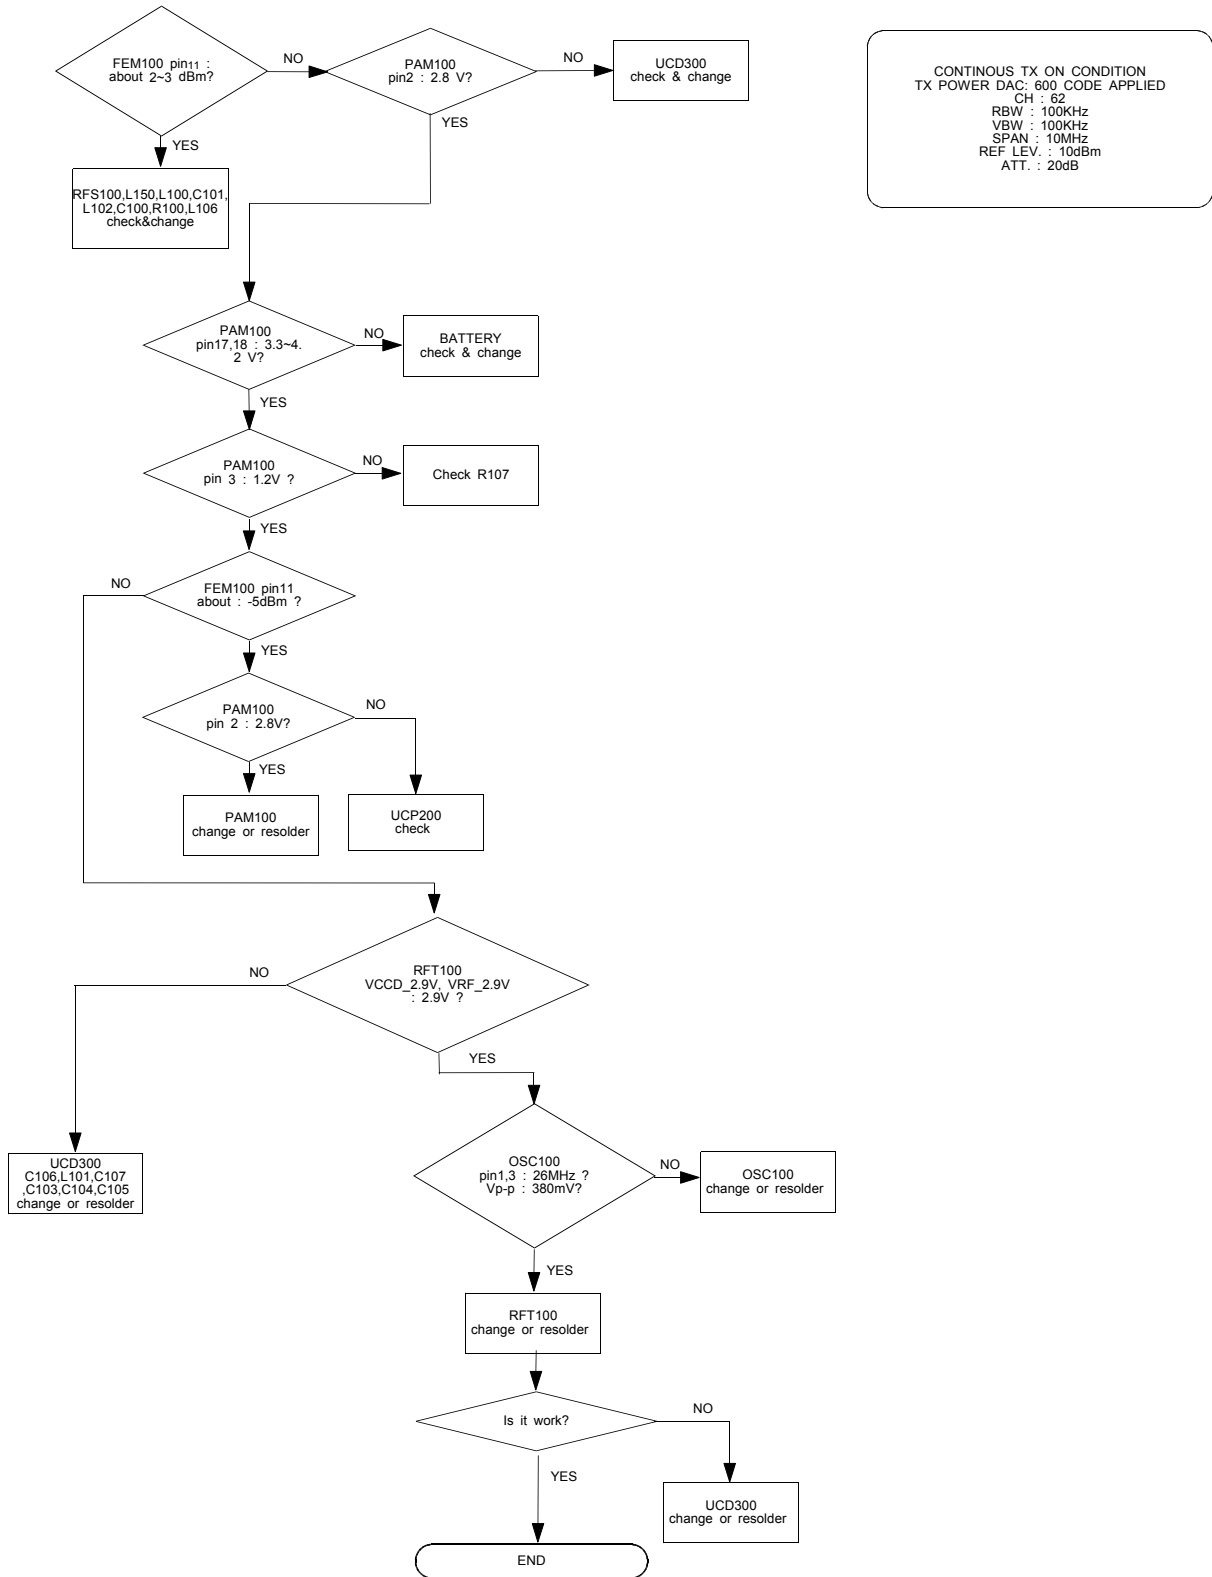 FEM100 pin11 :
about 2~3 dBm?
NO
PAM100
pin2 : 2.8 V?
NO
UCD300
check & change
YES
YES
RFS100,L150,L100,C101,
L102,C100,R100,L106
check&change
CONTINOUS TX ON CONDITION
TX POWER DAC: 600 CODE APPLIED
CH : 62
RBW : 100KHz
VBW : 100KHz
SPAN : 10MHz
REF LEV. : 10dBm
ATT. : 20dB
PAM100
pin17,18 : 3.3~4.
2 V?
NO
BATTERY
check & change
YES
PAM100
pin 3 : 1.2V ?
NO
Check R107
YES
NO
FEM100 pin11
about : -5dBm ?
YES
PAM100
pin 2 : 2.8V?
NO
YES
PAM100
change or resolder
UCP200
check
NO
RFT100
VCCD_2.9V, VRF_2.9V
: 2.9V ?
YES
UCD300
C106,L101,C107
,C103,C104,C105
change or resolder
OSC100
pin1,3 : 26MHz ?
Vp-p : 380mV?
NO
OSC100
change or resolder
YES
RFT100
change or resolder
Is it work?
NO
YES
UCD300
change or resolder
END